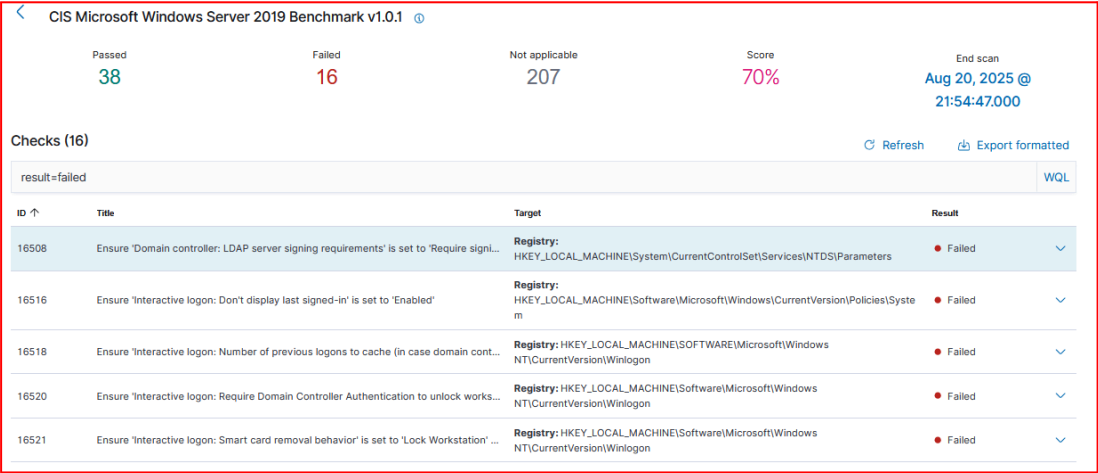 CIS Microsoft Windows Server 2019 Benchmark v1.0.1
Passed
Failed
Not applicable
Score
End scan
38
16
207
70%
Aug 20, 2025 @
21:54:47.000
Checks (16)
Refresh
Export formatted
result=failed
WQL
ID
Title
Target
Result
16508
Ensure 'Domain controller: LDAP server signing requirements' is set to 'Require signi...
Registry:
HKEY_LOCAL_MACHINE\System\CurrentControlSet\Services\NTDS\Parameters
Failed
16516
Ensure 'Interactive logon: Don't display last signed-in' is set to 'Enabled'
Registry:
HKEY_LOCAL_MACHINE\Software\Microsoft\Windows\CurrentVersion\Policies\Syste
m
Failed
16518
Ensure 'Interactive logon: Number of previous logons to cache (in case domain cont...
Registry: HKEY_LOCAL_MACHINE\SOFTWARE\Microsoft\Windows
NT\CurrentVersion\Winlogon
Failed
16520
Ensure 'Interactive logon: Require Domain Controller Authentication to unlock works...
Registry: HKEY_LOCAL_MACHINE\Software\Microsoft\Windows
NT\CurrentVersion\Winlogon
Failed
16521
Ensure 'Interactive logon: Smart card removal behavior' is set to 'Lock Workstation' ...
Registry: HKEY_LOCAL_MACHINE\Software\Microsoft\Windows
NT\CurrentVersion\Winlogon
Failed